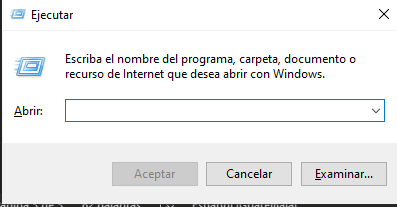 Ejecutar
Escriba el nombre del programa, carpeta, documento o
recurso de Internet que desea abrir con Windows.
Abrir:
Aceptar
Cancelar
Examinar...